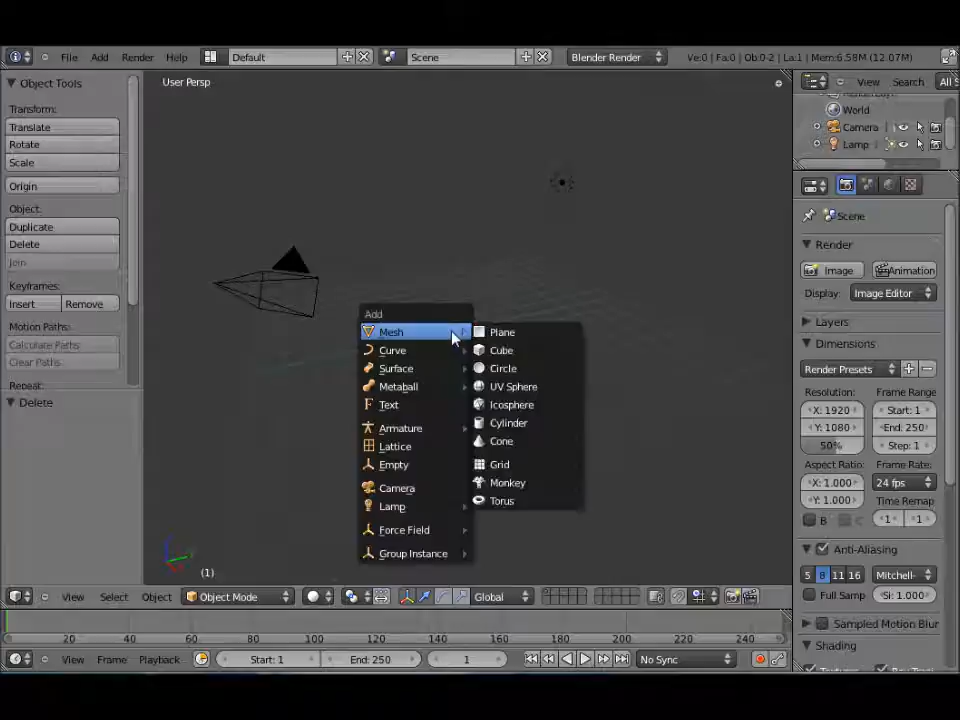 File Add Render Help Default Scene Blender Render Ve:0 | Fa:0 | Ob:0-2 | La:1 | Mem:6.58M (12.07M)
Object Tools
Transform:
Translate
Rotate
Scale
Origin
Object:
Duplicate
Delete
Join
Keyframes:
Insert Remove
Motion Paths:
Calculate Paths
Clear Paths
Repeat:
Delete
User Persp
(1)
Add
Mesh
Curve
Surface
Metaball
Text
Armature
Lattice
Empty
Camera
Lamp
Force Field
Group Instance
Plane
Cube
Circle
UV Sphere
Icosphere
Cylinder
Cone
Grid
Monkey
Torus
View Search All S
World
Camera
Lamp
Scene
Render
Image Animation
Display: Image Editor
Layers
Dimensions
Render Presets
Resolution: Frame Range
X: 1920 Start: 1
Y: 1080 End: 250
50% Step: 1
Aspect Ratio: Frame Rate:
X: 1.000 24 fps
Y: 1.000 Time Remap
B C 1 1
Anti-Aliasing
5 8 11 16 Mitchell-
Full Samp Si: 1.000
Sampled Motion Blur
Shading
View Select Object Object Mode Global
20 40 60 80 100 120 140 160 180 200 220 240
View Frame Playback Start: 1 End: 250 1 No Sync